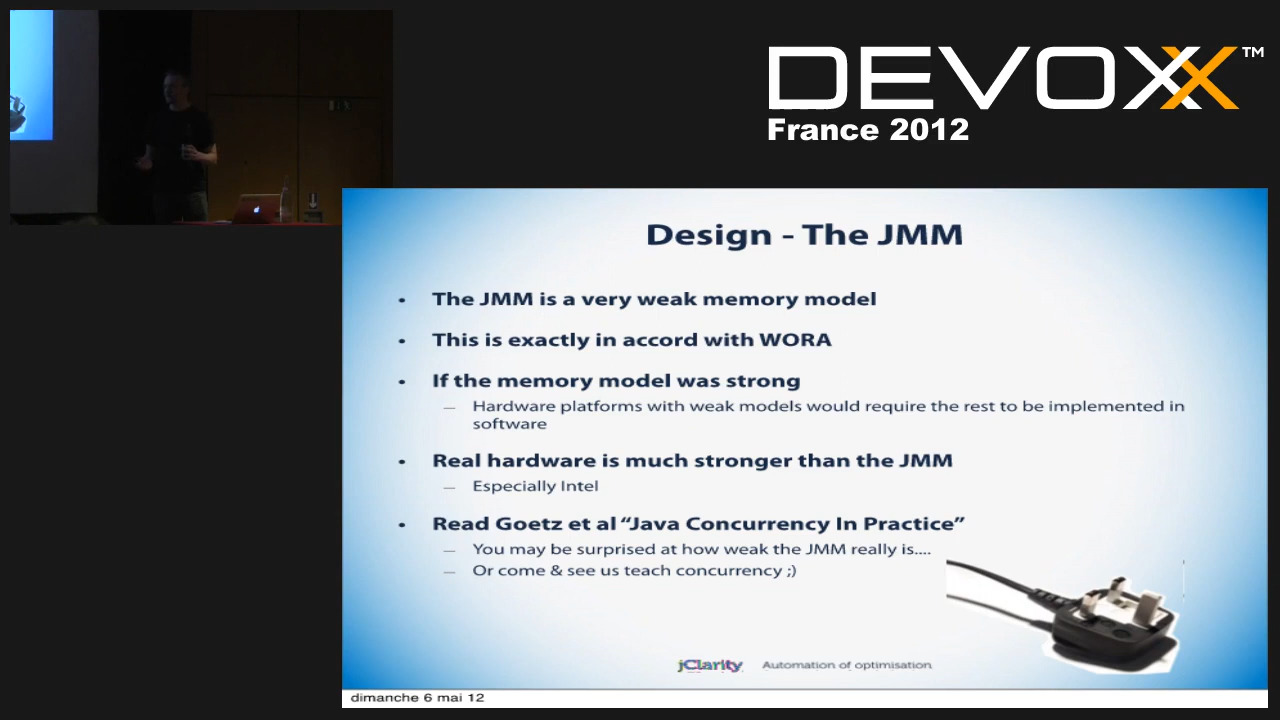 DEVOXX™
France 2012
Design - The JMM
• The JMM is a very weak memory model
• This is exactly in accord with WORA
• If the memory model was strong
— Hardware platforms with weak models would require the rest to be implemented in
software
• Real hardware is much stronger than the JMM
— Especially Intel
• Read Goetz et al “Java Concurrency In Practice”
— You may be surprised at how weak the JMM really is....
— Or come & see us teach concurrency ;)
jClarity Automation of optimisation
dimanche 6 mai 12